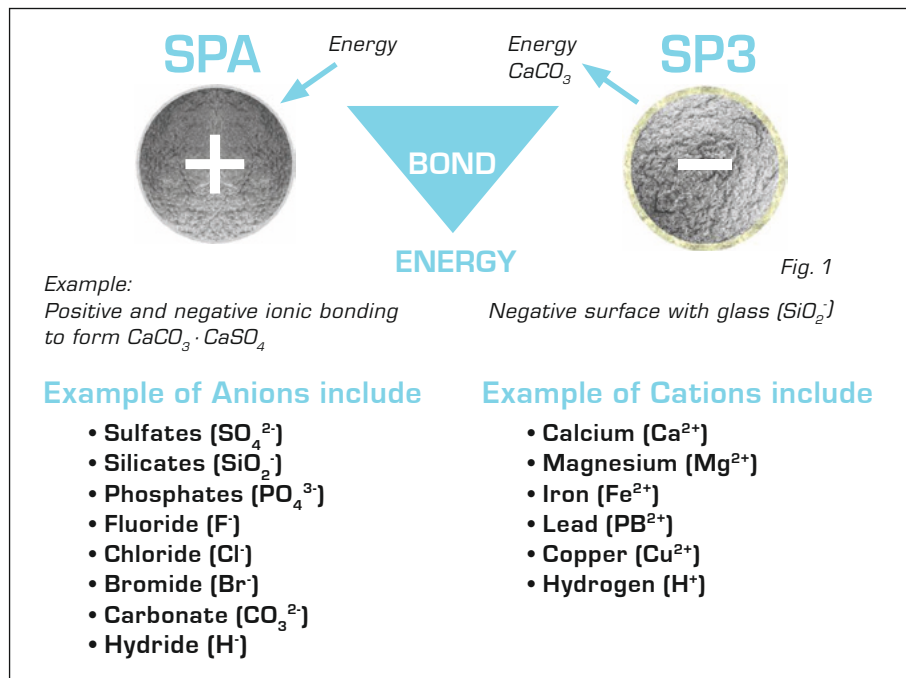 SPA
Energy
Energy
CaCO₃
SP3
+
BOND
−
ENERGY
Fig. 1
Example:
Positive and negative ionic bonding
to form CaCO₃ · CaSO₄
Negative surface with glass (SiO₂⁻)
Example of Anions include
• Sulfates (SO₄²⁻)
• Silicates (SiO₂⁻)
• Phosphates (PO₄³⁻)
• Fluoride (F⁻)
• Chloride (Cl⁻)
• Bromide (Br⁻)
• Carbonate (CO₃²⁻)
• Hydride (H⁻)
Example of Cations include
• Calcium (Ca²⁺)
• Magnesium (Mg²⁺)
• Iron (Fe²⁺)
• Lead (PB²⁺)
• Copper (Cu²⁺)
• Hydrogen (H⁺)